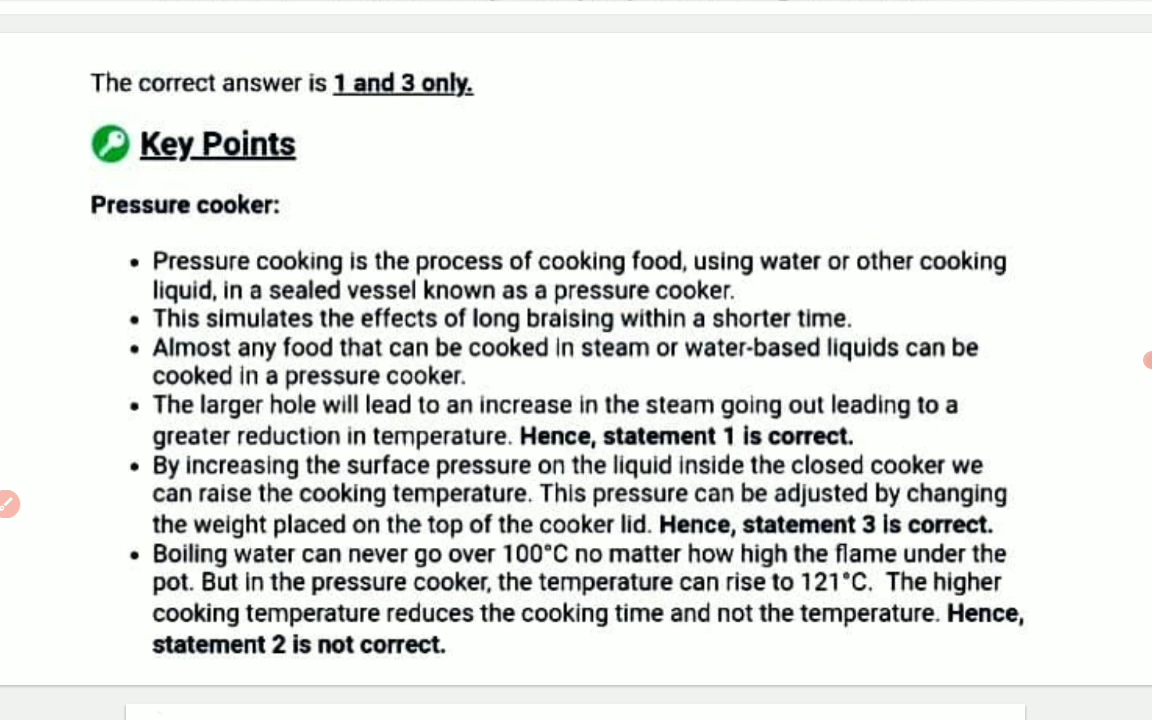 The correct answer is 1 and 3 only.
Key Points
Pressure cooker:
• Pressure cooking is the process of cooking food, using water or other cooking
liquid, in a sealed vessel known as a pressure cooker.
• This simulates the effects of long braising within a shorter time.
• Almost any food that can be cooked in steam or water-based liquids can be
cooked in a pressure cooker.
• The larger hole will lead to an increase in the steam going out leading to a
greater reduction in temperature. Hence, statement 1 is correct.
• By increasing the surface pressure on the liquid inside the closed cooker we
can raise the cooking temperature. This pressure can be adjusted by changing
the weight placed on the top of the cooker lid. Hence, statement 3 is correct.
• Boiling water can never go over 100°C no matter how high the flame under the
pot. But in the pressure cooker, the temperature can rise to 121°C. The higher
cooking temperature reduces the cooking time and not the temperature. Hence,
statement 2 is not correct.